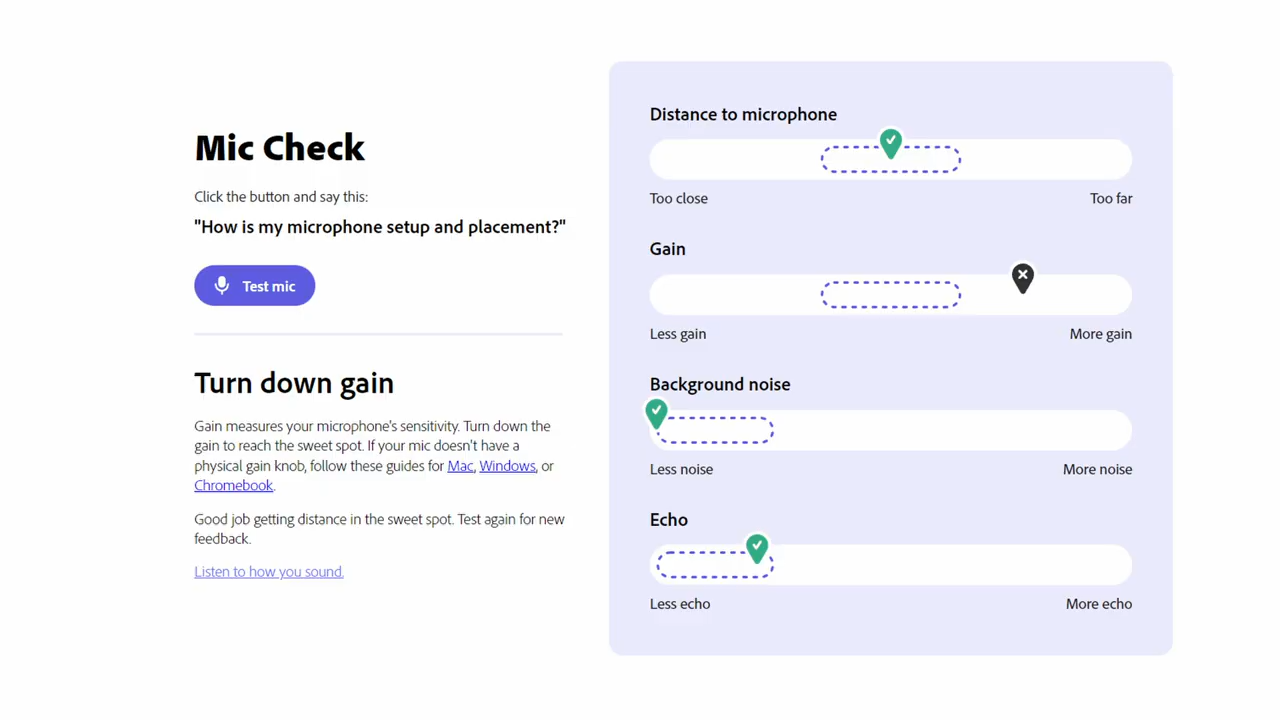 Mic Check
Click the button and say this:
"How is my microphone setup and placement?"
Test mic
Turn down gain
Gain measures your microphone's sensitivity. Turn down the
gain to reach the sweet spot. If your mic doesn't have a
physical gain knob, follow these guides for Mac, Windows, or
Chromebook.
Good job getting distance in the sweet spot. Test again for new
feedback.
Listen to how you sound.
Distance to microphone
Too close
Too far
Gain
Less gain
More gain
Background noise
Less noise
More noise
Echo
Less echo
More echo